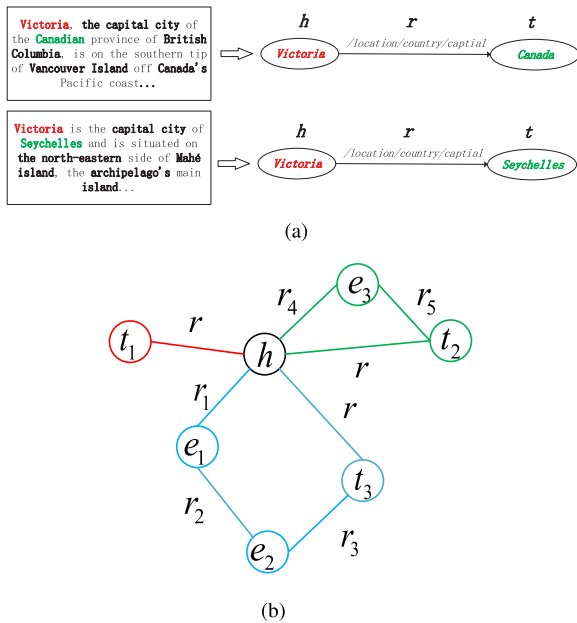 Victoria, the capital city of
the Canadian province of British
Columbia, is on the southern tip
of Vancouver Island off Canada's
Pacific coast...
h r t
Victoria /location/country/captial Canada
Victoria is the capital city of
Seychelles and is situated on
the north-eastern side of Mahé
island, the archipelago's main
island...
h r t
Victoria /location/country/captial Seychelles
(a)
e3
r4 r5
r
t1 h t2
r
r1 r
e1
t3
r2
r3
e2
(b)